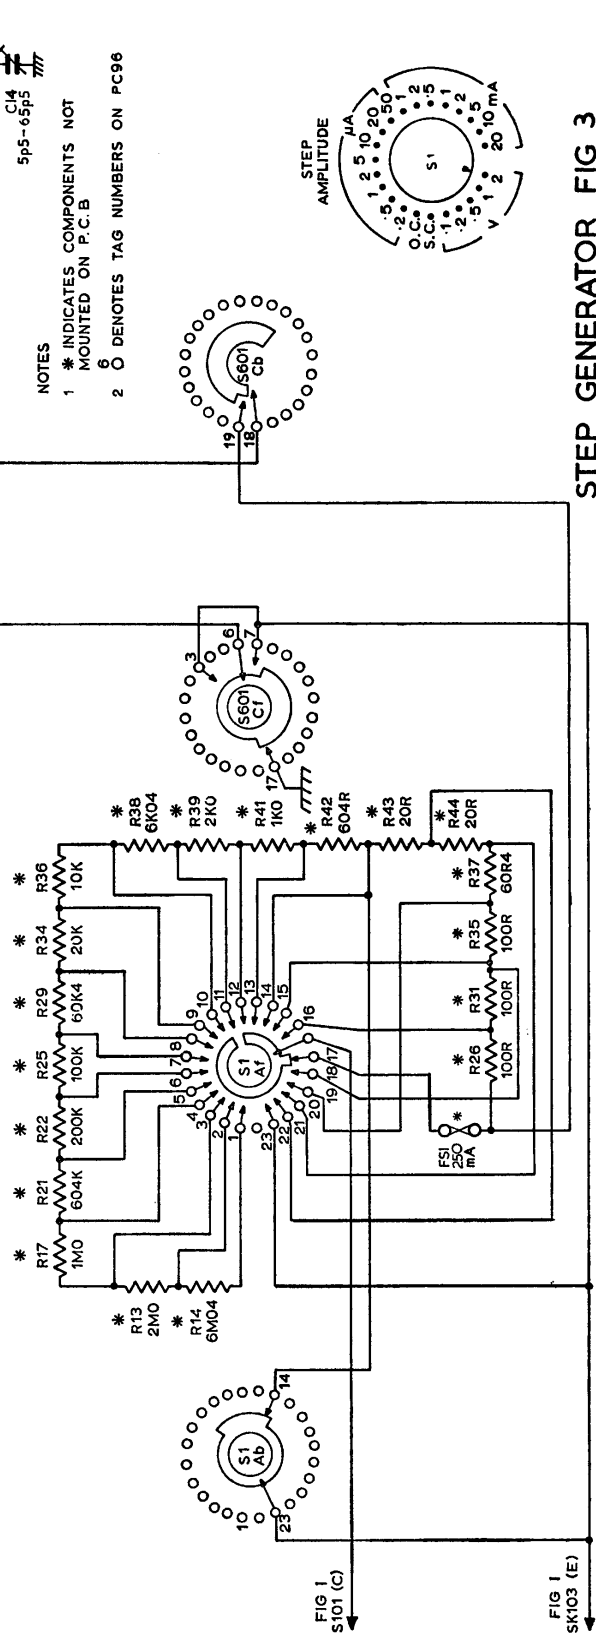 C14
5p5-65p5
NOTES
1 * INDICATES COMPONENTS NOT
MOUNTED ON P.C.B
6
2 O DENOTES TAG NUMBERS ON PC96
STEP
AMPLITUDE
µA
O.C.
.2
.5
1
2
5
10
20
50
.1
.2
.5
1
2
5
10
20
mA
S1
S.C.
.1
.2
.5
1
2
V
STEP GENERATOR FIG 3
S601
Cb
19
18
S601
Cf
3
6
7
17
*
R17
1M0
*
R21
604K
*
R22
200K
*
R25
100K
*
R29
60K4
*
R34
20K
*
R36
10K
*
R13
2M0
*
R14
6M04
*
R38
6K04
*
R39
2K0
*
R41
1K0
*
R42
604R
*
R43
20R
*
R44
20R
*
R37
60R4
*
R35
100R
*
R31
100R
*
R26
100R
FS1
250
mA
*
S1
Af
1
2
3
4
5
6
7
8
9
10
11
12
13
14
15
16
17
18
19
20
21
22
23
S1
Ab
10
14
23
FIG 1
S101 (C)
FIG 1
SK103 (E)